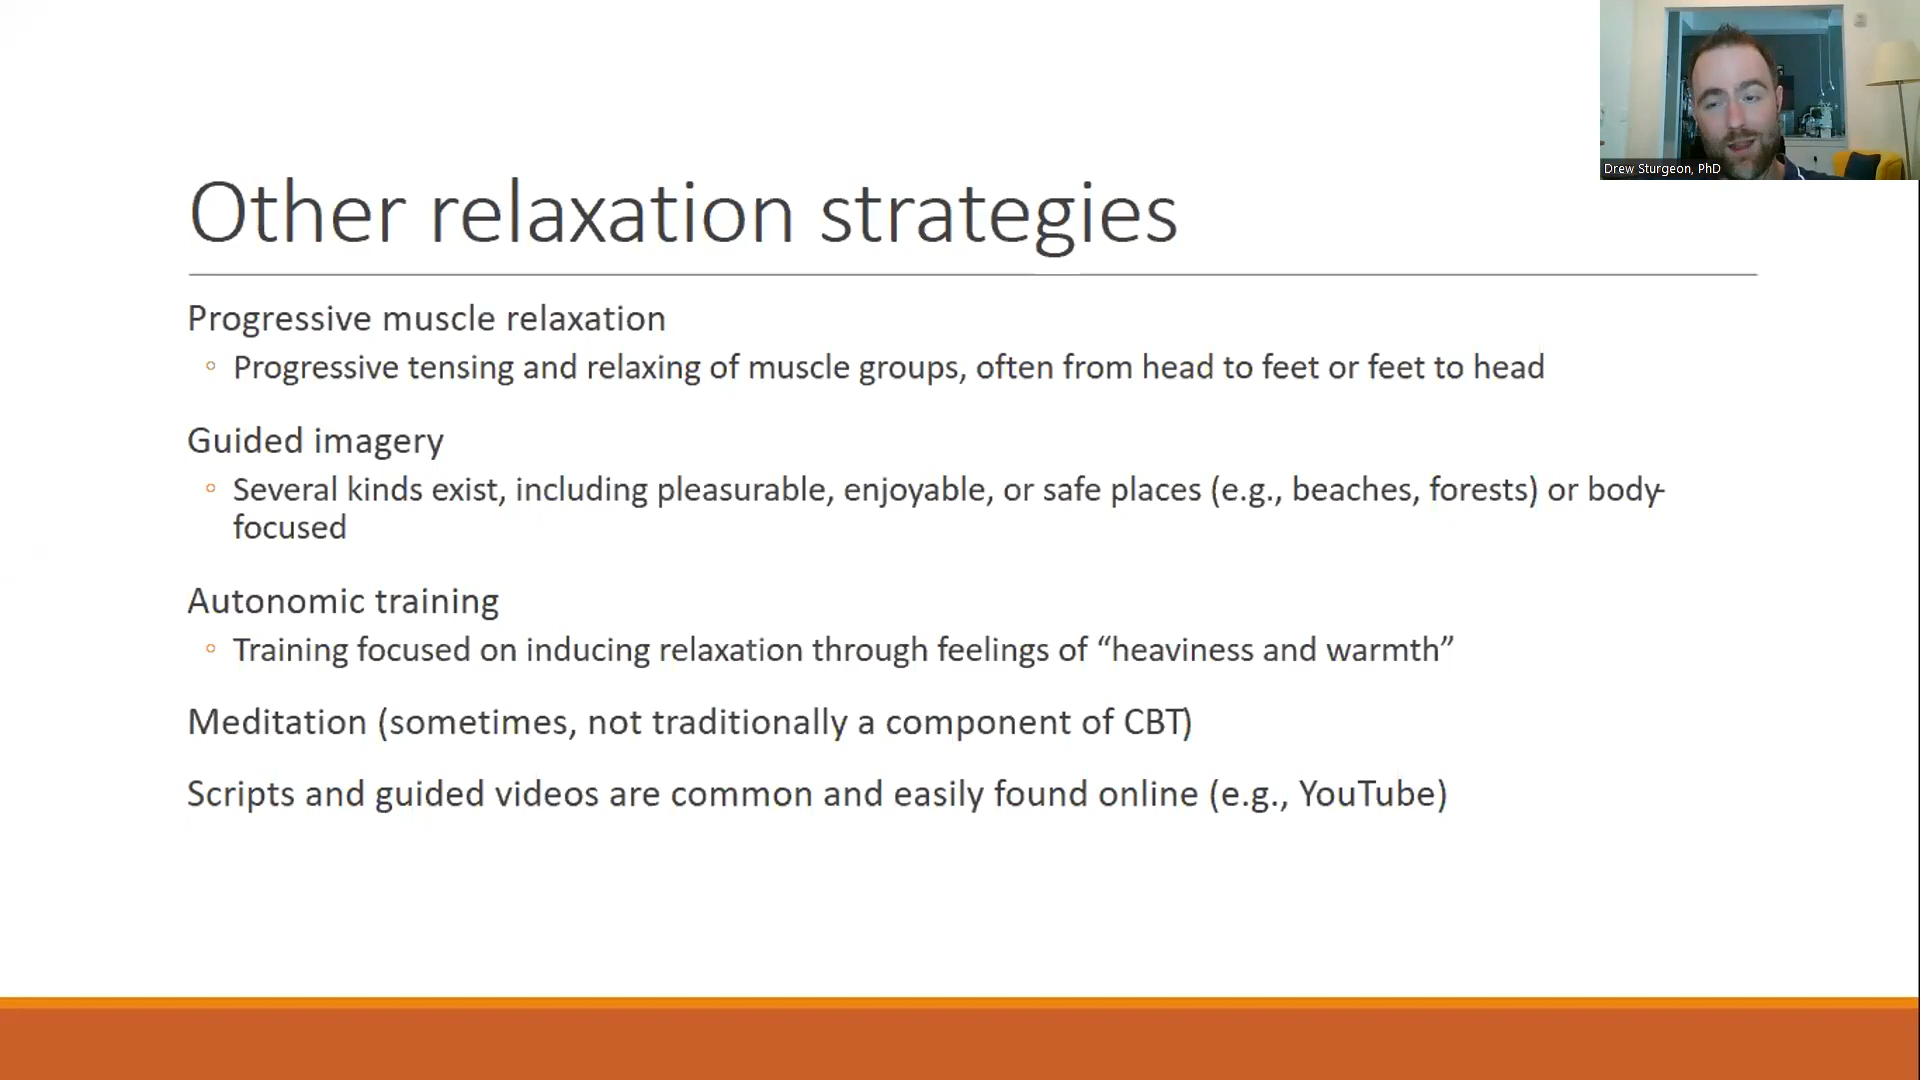 Drew Sturgeon, PhD
Other relaxation strategies
Progressive muscle relaxation
◦ Progressive tensing and relaxing of muscle groups, often from head to feet or feet to head
Guided imagery
◦ Several kinds exist, including pleasurable, enjoyable, or safe places (e.g., beaches, forests) or body-
focused
Autonomic training
◦ Training focused on inducing relaxation through feelings of “heaviness and warmth”
Meditation (sometimes, not traditionally a component of CBT)
Scripts and guided videos are common and easily found online (e.g., YouTube)